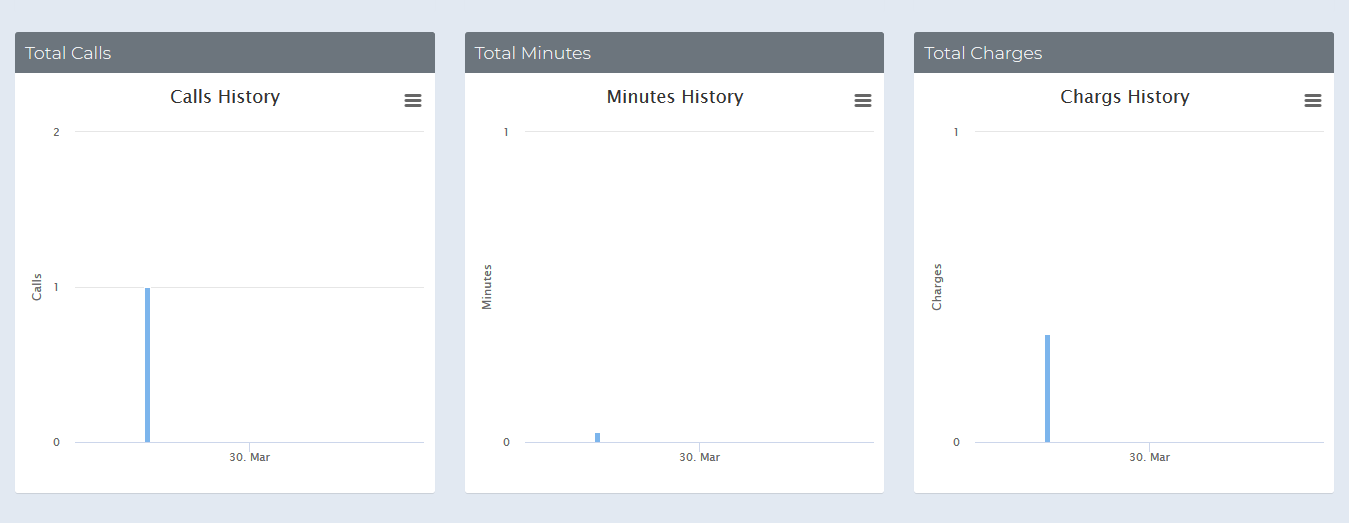 Total Calls
Calls History
2
Calls
1
0
30. Mar
Total Minutes
Minutes History
1
Minutes
0
30. Mar
Total Charges
Chargs History
1
Charges
0
30. Mar